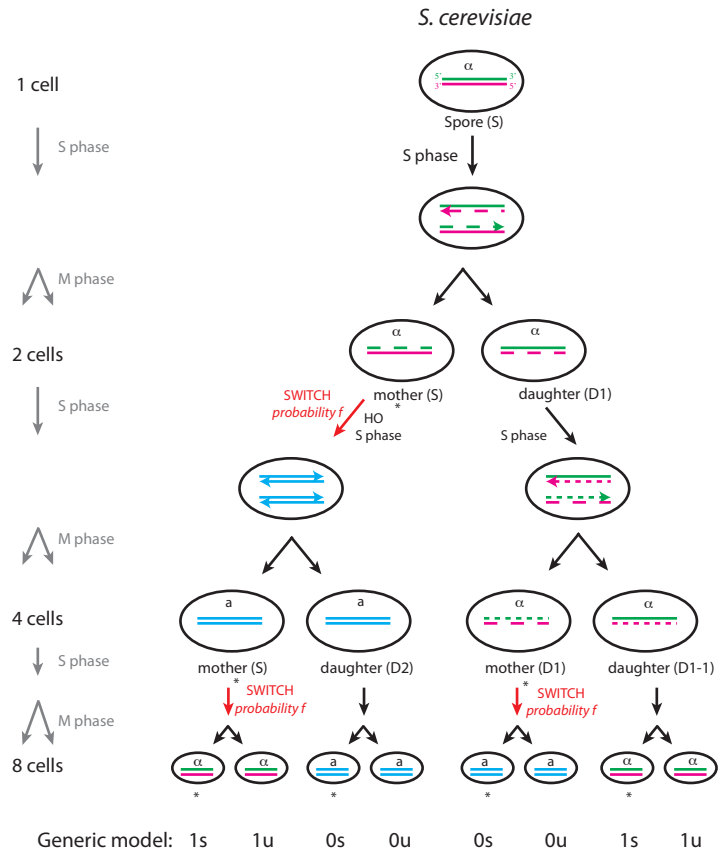 S. cerevisiae
α
1 cell
5' 3'
3' 5'
Spore (S)
S phase
S phase
M phase
α α
2 cells
mother (S) daughter (D1)
*
SWITCH
probability f
HO
S phase
S phase
S phase
M phase
a a α α
4 cells
mother (S) daughter (D2) mother (D1) daughter (D1-1)
* *
S phase
SWITCH SWITCH
probability f probability f
M phase
8 cells
α α a a a a α α
* * * *
Generic model: 1s 1u 0s 0u 0s 0u 1s 1u